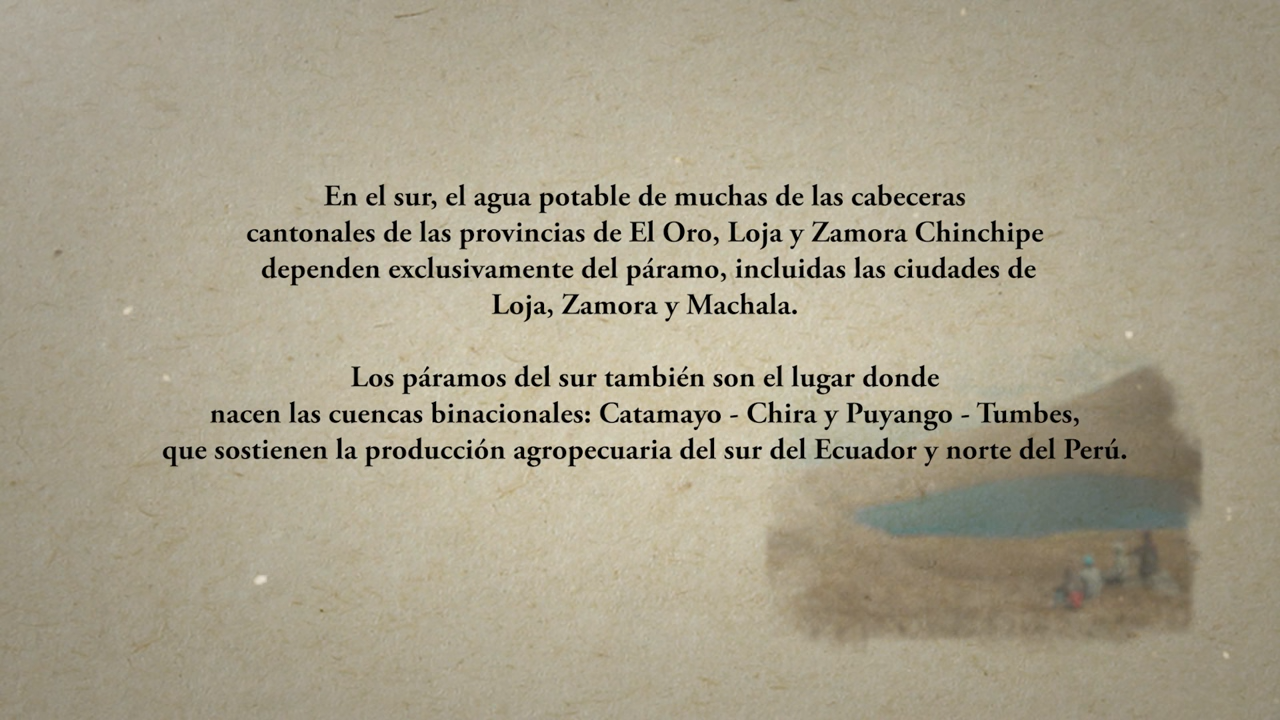 En el sur, el agua potable de muchas de las cabeceras
cantonales de las provincias de El Oro, Loja y Zamora Chinchipe
dependen exclusivamente del páramo, incluidas las ciudades de
Loja, Zamora y Machala.
Los páramos del sur también son el lugar donde
nacen las cuencas binacionales: Catamayo - Chira y Puyango - Tumbes,
que sostienen la producción agropecuaria del sur del Ecuador y norte del Perú.